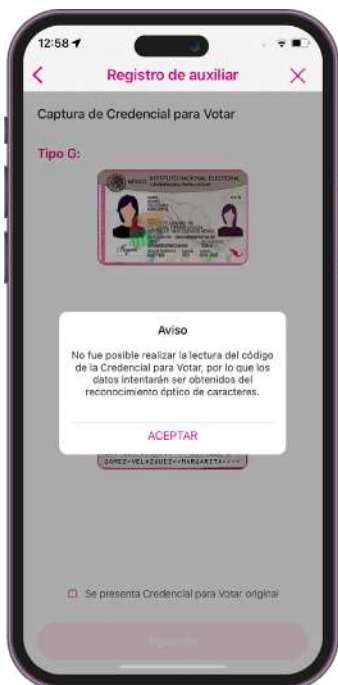 12:58
Registro de auxiliar
Captura de Credencial para Votar
Tipo G:
MÉXICO INSTITUTO NACIONAL ELECTORAL
CREDENCIAL PARA VOTAR
Aviso
No fue posible realizar la lectura del código
de la Credencial para Votar, por lo que los
datos intentarán ser obtenidos del
reconocimiento óptico de caracteres.
ACEPTAR
GOMEZ<VELAZQUEZ<<MARGARITA<<<<
Se presenta Credencial para Votar original
Siguiente